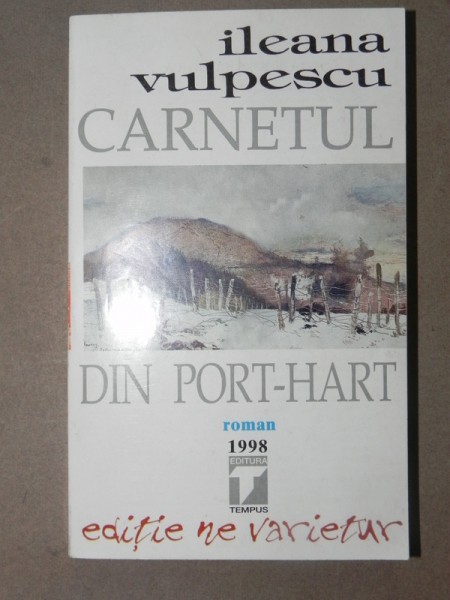 ileana
vulpescu
CARNETUL
DIN PORT-HART
roman
1998
EDITURA
T
TEMPUS
ediție ne varietur